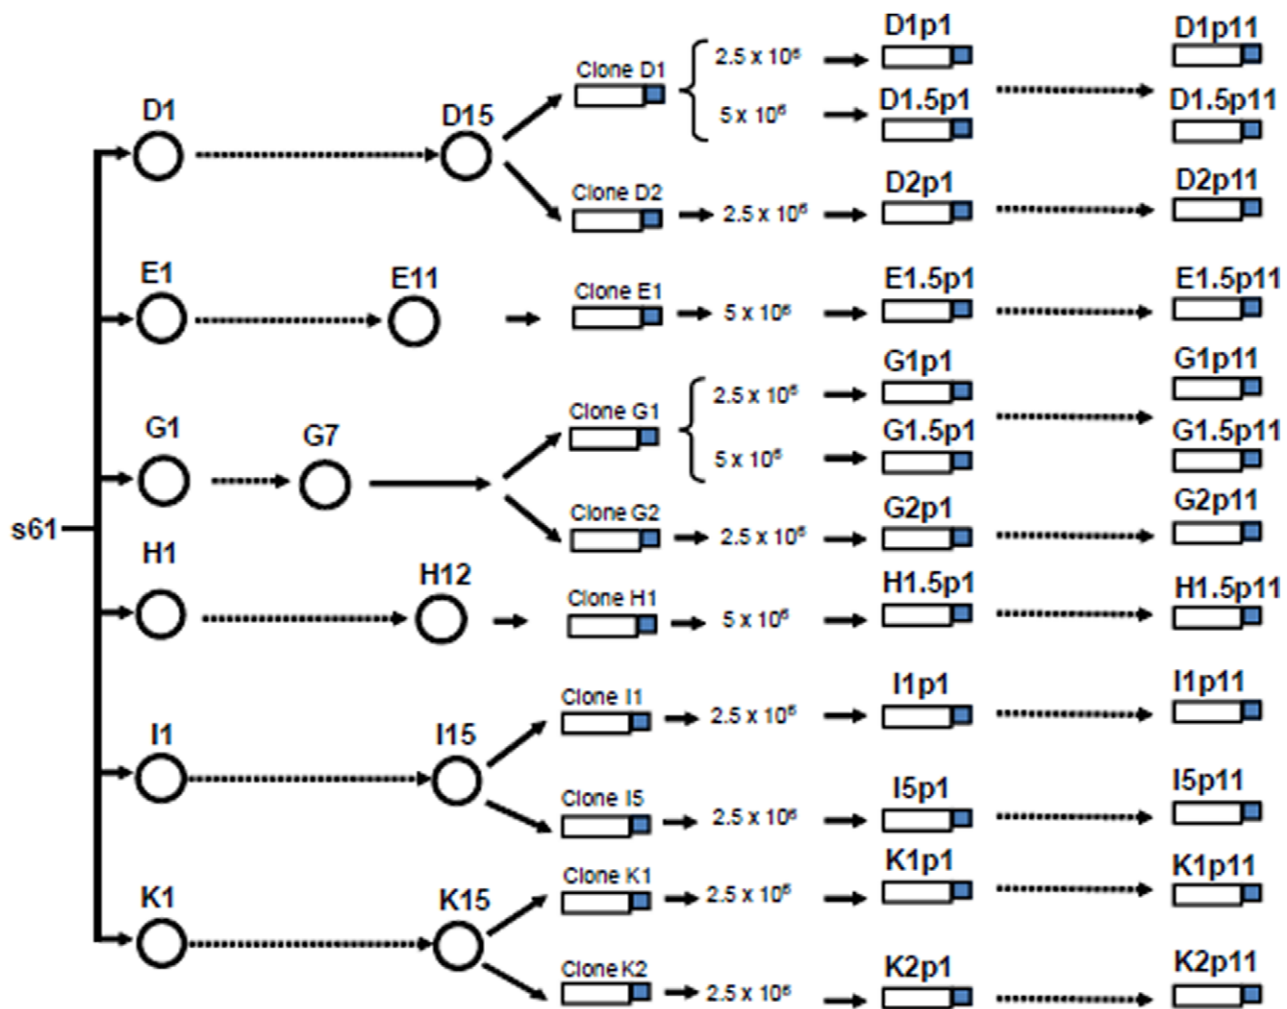 s61
D1
D15
Clone D1
2.5 x 10⁶
D1p1
D1p11
5 x 10⁶
D1.5p1
D1.5p11
Clone D2
2.5 x 10⁶
D2p1
D2p11
E1
E11
Clone E1
5 x 10⁶
E1.5p1
E1.5p11
G1
G7
Clone G1
2.5 x 10⁶
G1p1
G1p11
5 x 10⁶
G1.5p1
G1.5p11
Clone G2
2.5 x 10⁶
G2p1
G2p11
H1
H12
Clone H1
5 x 10⁶
H1.5p1
H1.5p11
I1
I15
Clone I1
2.5 x 10⁶
I1p1
I1p11
Clone I5
2.5 x 10⁶
I5p1
I5p11
K1
K15
Clone K1
2.5 x 10⁶
K1p1
K1p11
Clone K2
2.5 x 10⁶
K2p1
K2p11